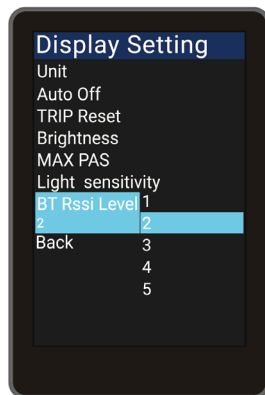 Display Setting
Unit
Auto Off
TRIP Reset
Brightness
MAX PAS
Light sensitivity
BT Rssi Level
2
Back
1
2
3
4
5